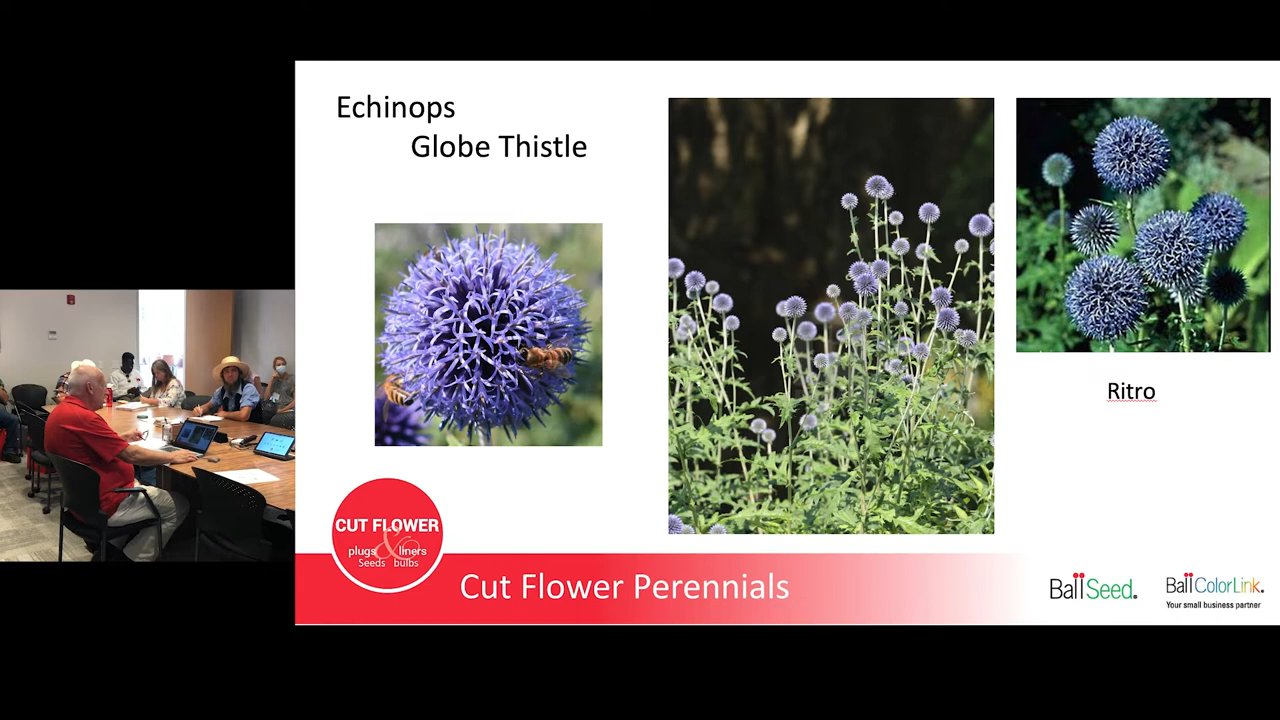 Echinops
Globe Thistle
Ritro
CUT FLOWER
&
plugs liners
Seeds bulbs
Cut Flower Perennials
Ball Seed.
Ball ColorLink.
Your small business partner